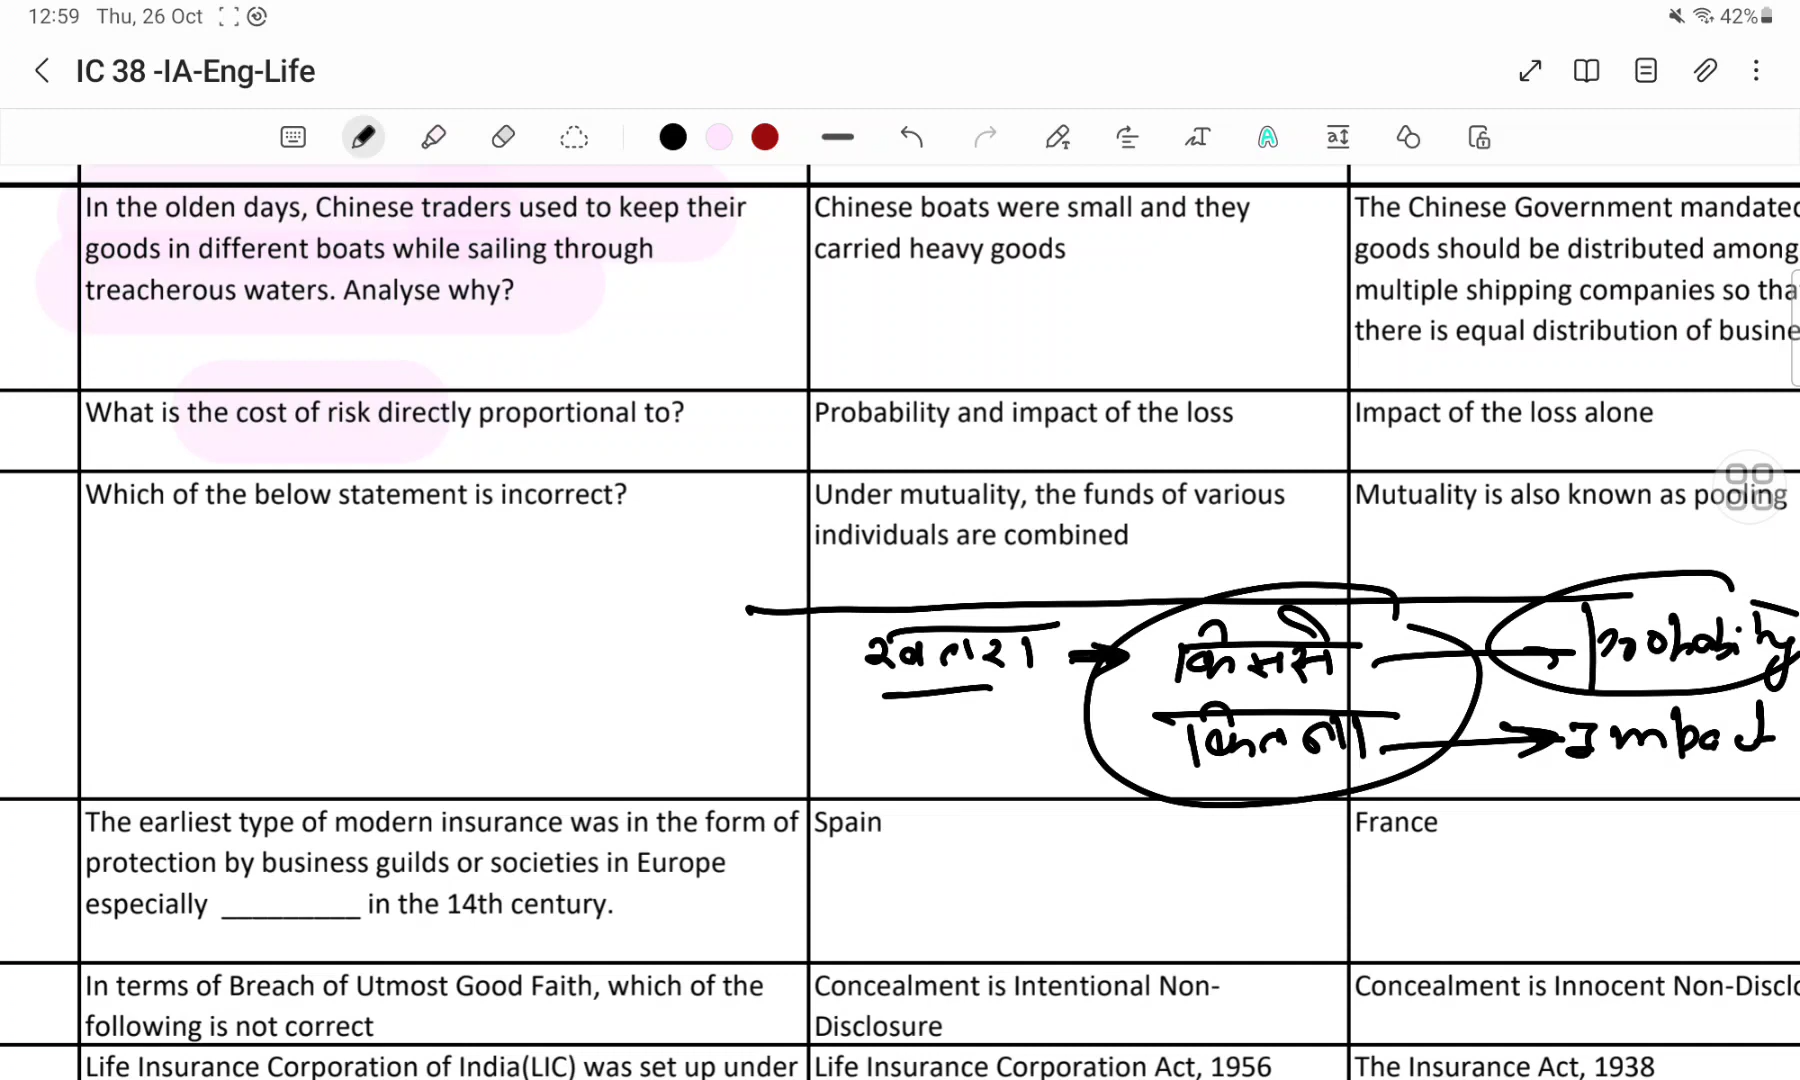 12:59 Thu, 26 Oct
42%
IC 38 -IA-Eng-Life
In the olden days, Chinese traders used to keep their
goods in different boats while sailing through
treacherous waters. Analyse why?
Chinese boats were small and they
carried heavy goods
The Chinese Government mandated
goods should be distributed among
multiple shipping companies so tha
there is equal distribution of busine
What is the cost of risk directly proportional to?
Probability and impact of the loss
Impact of the loss alone
Which of the below statement is incorrect?
Under mutuality, the funds of various
individuals are combined
Mutuality is also known as pooling
खतरा
Probability
Impact
The earliest type of modern insurance was in the form of
protection by business guilds or societies in Europe
especially _________ in the 14th century.
Spain
France
In terms of Breach of Utmost Good Faith, which of the
following is not correct
Concealment is Intentional Non-
Disclosure
Concealment is Innocent Non-Disclo
Life Insurance Corporation of India(LIC) was set up under
Life Insurance Corporation Act, 1956
The Insurance Act, 1938